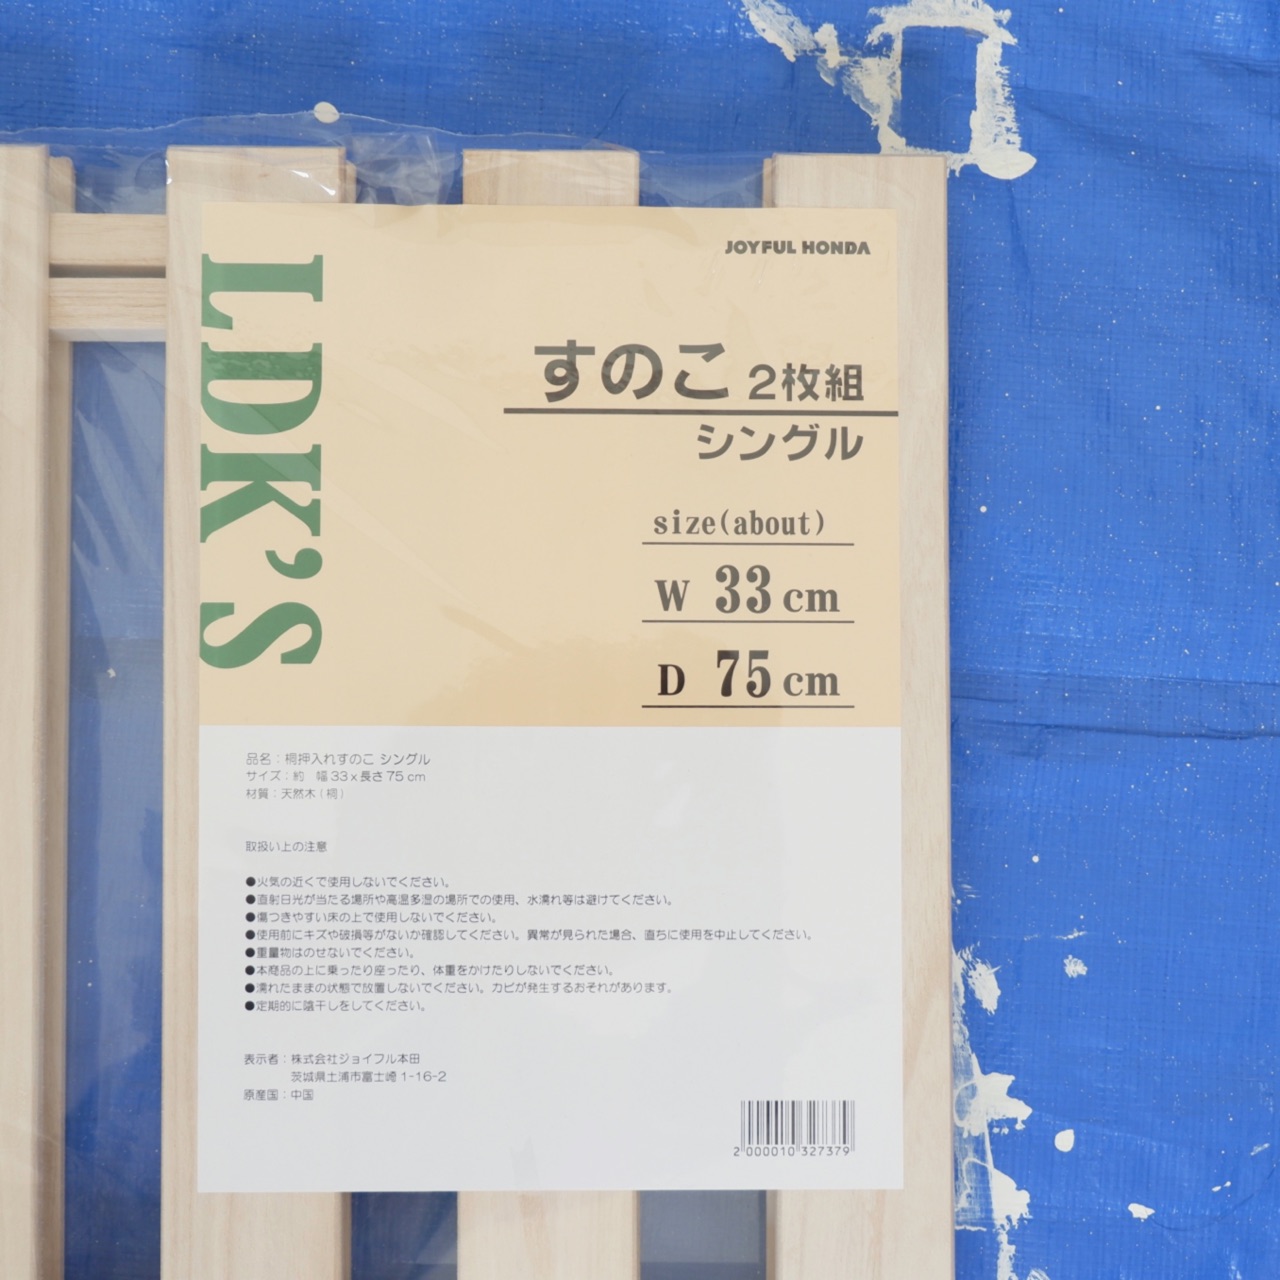 JOYFUL HONDA
LDK'S
すのこ 2枚組
シングル
size(about)
W 33 cm
D 75 cm
品名：桐押入れすのこ シングル
サイズ：約 幅 33 x 長さ 75 cm
材質：天然木（桐）
取扱い上の注意
●火気の近くで使用しないでください。
●直射日光が当たる場所や高温多湿の場所での使用、水濡れ等は避けてください。
●傷つきやすい床の上で使用しないでください。
●使用前にキズや破損等がないか確認してください。異常が見られた場合、直ちに使用を中止してください。
●重量物はのせないでください。
●本商品の上に乗ったり座ったり、体重をかけたりしないでください。
●濡れたままの状態で放置しないでください。カビが発生するおそれがあります。
●定期的に陰干しをしてください。
表示者：株式会社ジョイフル本田
茨城県土浦市富士崎 1-16-2
原産国：中国
2 000010 327379